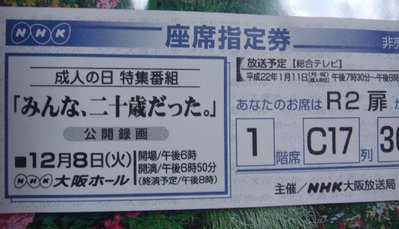 NHK
座席指定券
非売
成人の日 特集番組
「みんな、二十歳だった。」
公開録画
■12月8日(火)
開場/午後6時
開演/午後6時50分
(終演予定/午後8時)
NHK大阪ホール
放送予定【総合テレビ】
平成22年1月11日(月・祝)午後7時30分〜午後8
あなたのお席は R2 扉
1 階席 C17 列 30
主催/NHK大阪放送局